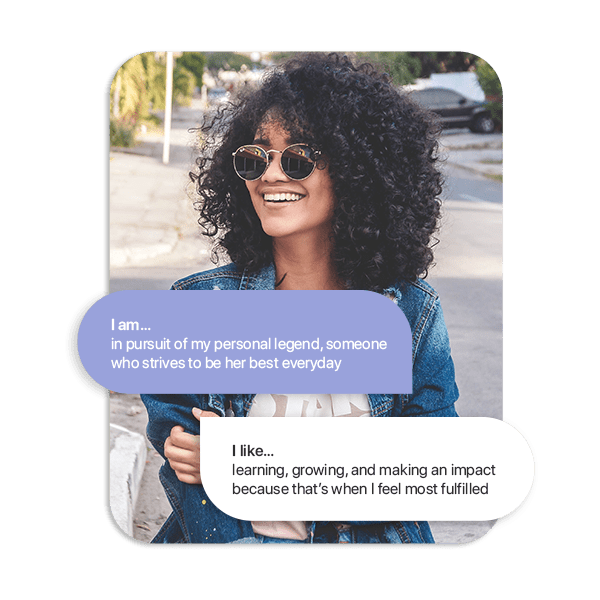 I am...
in pursuit of my personal legend, someone
who strives to be her best everyday
I like...
learning, growing, and making an impact
because that’s when I feel most fulfilled